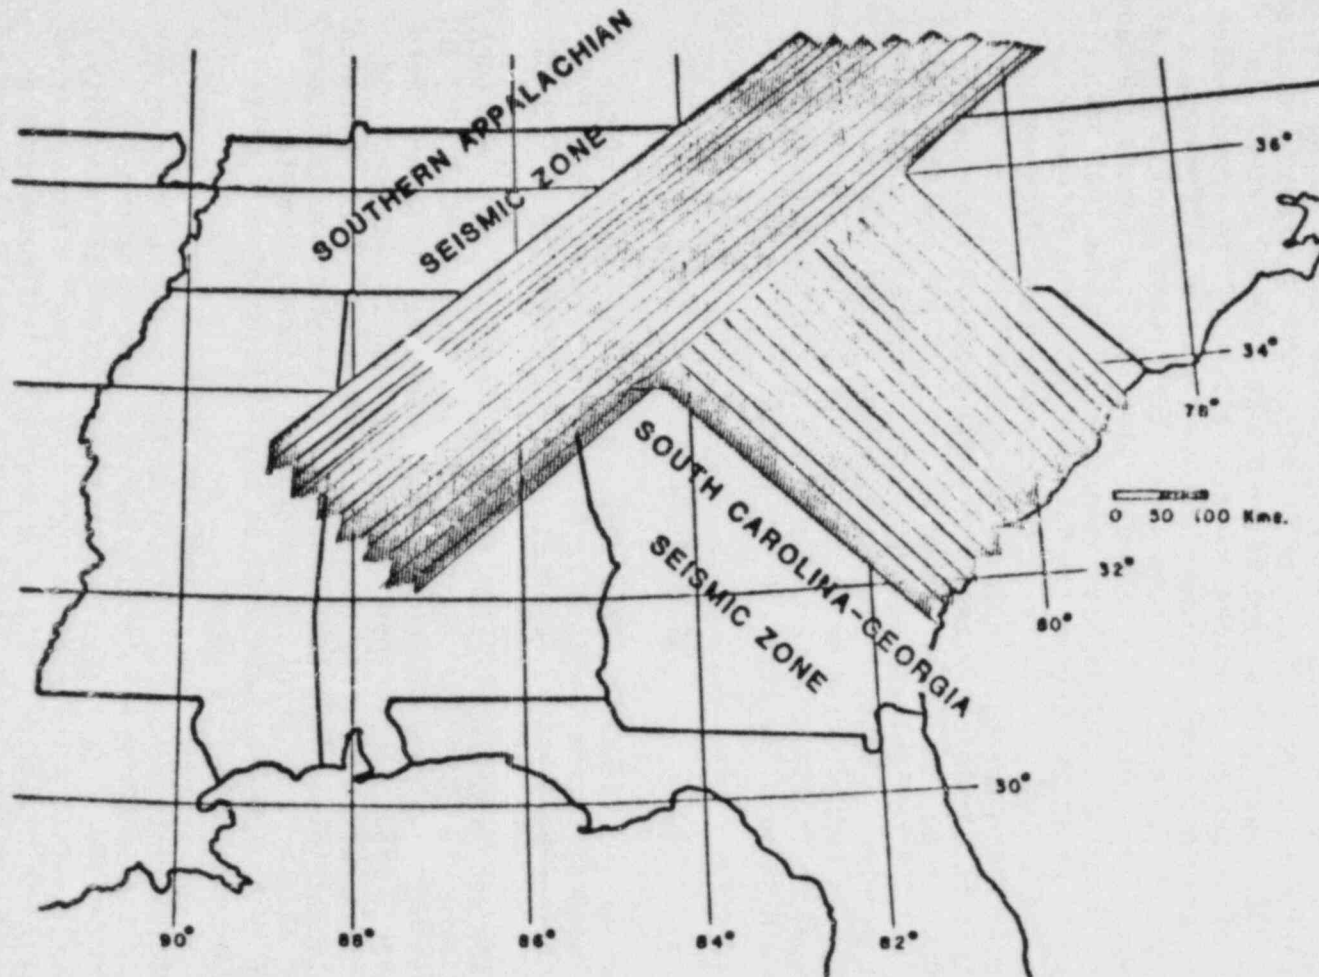 SOUTHERN APPALACHIAN
SEISMIC ZONE
36°
34°
78°
SOUTH CAROLINA-GEORGIA
SEISMIC ZONE
0 50 100 Kms.
32°
80°
30°
90° 88° 86° 84° 82°